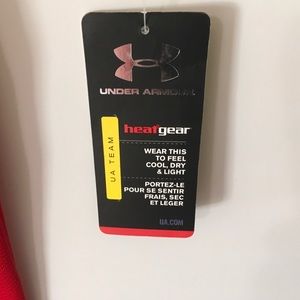 UNDER ARMOUR
heatgear
UA TEAM
WEAR THIS
TO FEEL
COOL, DRY
& LIGHT
PORTEZ-LE
POUR SE SENTIR
FRAIS, SEC
ET LEGER
UA.COM